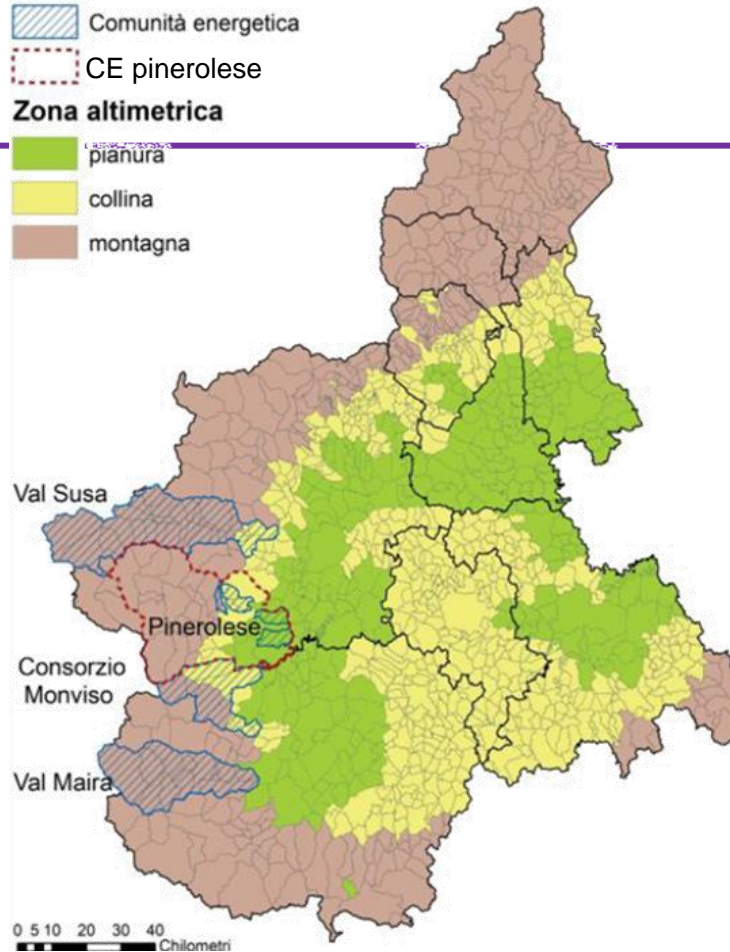 Comunità energetica
CE pinerolese
Zona altimetrica
pianura
collina
montagna
Val Susa
Pinerolese
Consorzio
Monviso
Val Maira
0 5 10 20 30 40
Chilometri